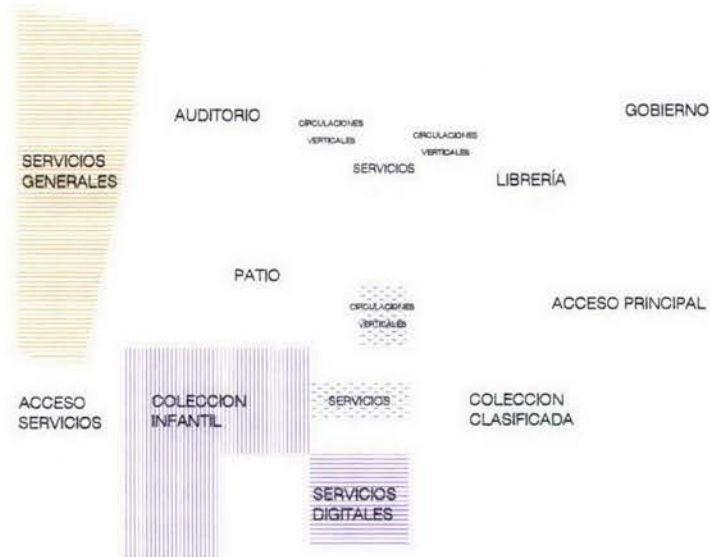 AUDITORIO
CIRCULACIONES
VERTICALES
CIRCULACIONES
VERTICALES
GOBIERNO
SERVICIOS
GENERALES
SERVICIOS
LIBRERÍA
PATIO
CIRCULACIONES
VERTICALES
ACCESO PRINCIPAL
ACCESO
SERVICIOS
COLECCION
INFANTIL
SERVICIOS
COLECCION
CLASIFICADA
SERVICIOS
DIGITALES